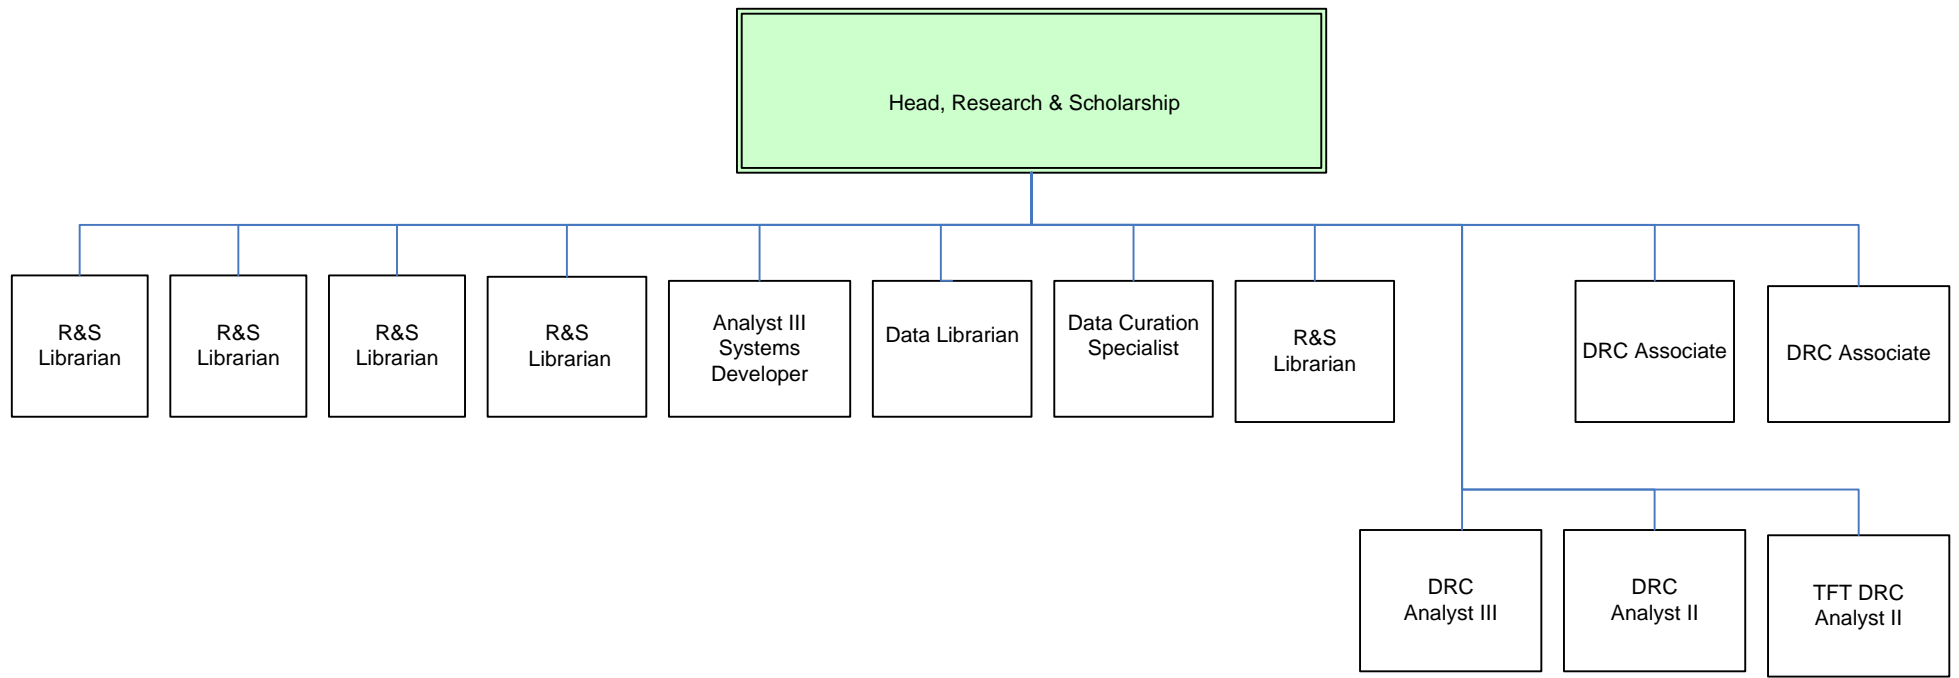 Head, Research & Scholarship
R&S
Librarian
R&S
Librarian
R&S
Librarian
R&S
Librarian
Analyst III
Systems
Developer
Data Librarian
Data Curation
Specialist
R&S
Librarian
DRC Associate
DRC Associate
DRC
Analyst III
DRC
Analyst II
TFT DRC
Analyst II